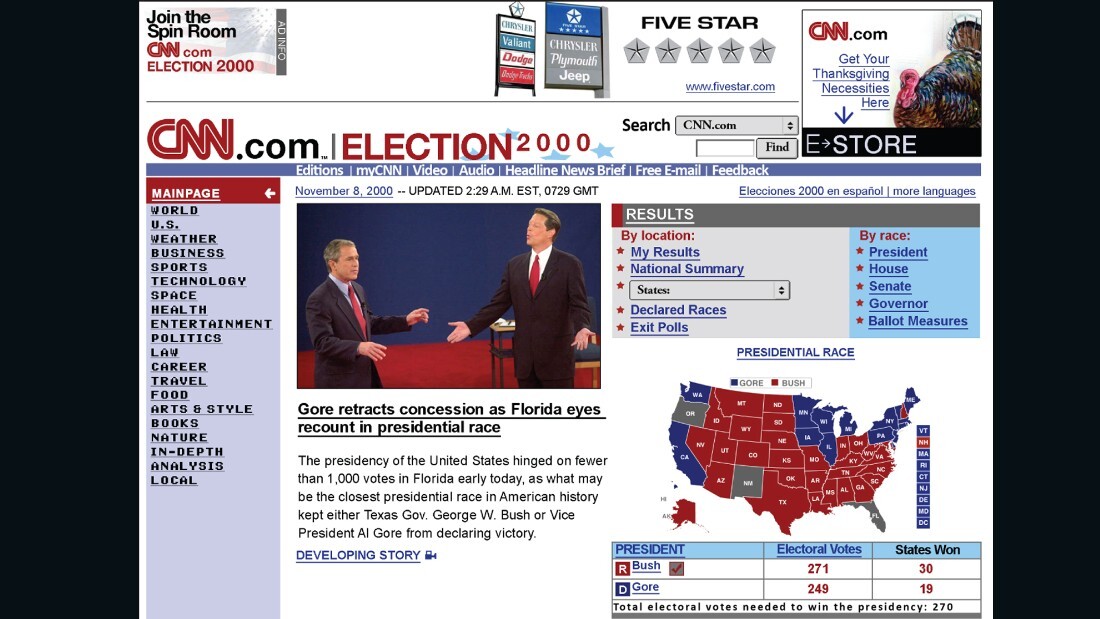 Join the
Spin Room
CNN.com
ELECTION 2000
AD INFO
CHRYSLER
Valiant
Dodge
Dodge Trucks
FIVE STAR
CHRYSLER
Plymouth
Jeep
FIVE STAR
www.fivestar.com
CNN.com
Get Your
Thanksgiving
Necessities
Here
E→STORE
CNN.com™ | ELECTION 2000
Search CNN.com
Find
Editions | myCNN | Video | Audio | Headline News Brief | Free E-mail | Feedback
MAINPAGE
WORLD
U.S.
WEATHER
BUSINESS
SPORTS
TECHNOLOGY
SPACE
HEALTH
ENTERTAINMENT
POLITICS
LAW
CAREER
TRAVEL
FOOD
ARTS & STYLE
BOOKS
NATURE
IN-DEPTH
ANALYSIS
LOCAL
November 8, 2000 -- UPDATED 2:29 A.M. EST, 0729 GMT
Elecciones 2000 en español | more languages
Gore retracts concession as Florida eyes
recount in presidential race
The presidency of the United States hinged on fewer
than 1,000 votes in Florida early today, as what may
be the closest presidential race in American history
kept either Texas Gov. George W. Bush or Vice
President Al Gore from declaring victory.
DEVELOPING STORY
RESULTS
By location:
My Results
National Summary
States:
Declared Races
Exit Polls
By race:
President
House
Senate
Governor
Ballot Measures
PRESIDENTIAL RACE
GORE BUSH
WA
OR
CA
NV
ID
MT
WY
UT
AZ
CO
NM
ND
SD
NE
KS
OK
TX
MN
IA
MO
AR
LA
WI
IL
MS
MI
IN
KY
TN
AL
OH
WV
VA
NC
SC
GA
FL
PA
NY
ME
HI
AK
VT
NH
MA
RI
CT
NJ
DE
MD
DC
PRESIDENT Electoral Votes States Won
R Bush 271 30
D Gore 249 19
Total electoral votes needed to win the presidency: 270